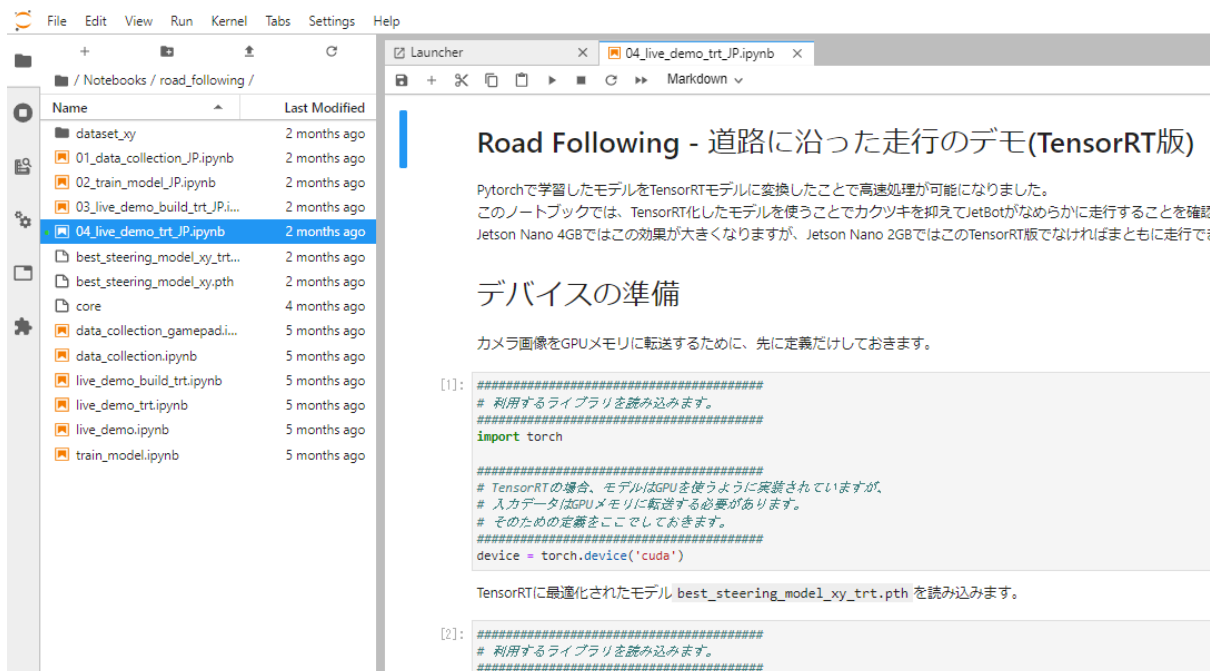 File Edit View Run Kernel Tabs Settings Help
/ Notebooks / road_following /
Name Last Modified
dataset_xy 2 months ago
01_data_collection_JP.ipynb 2 months ago
02_train_model_JP.ipynb 2 months ago
03_live_demo_build_trt_JP.i... 2 months ago
04_live_demo_trt_JP.ipynb 2 months ago
best_steering_model_xy_trt... 2 months ago
best_steering_model_xy.pth 2 months ago
core 4 months ago
data_collection_gamepad.i... 5 months ago
data_collection.ipynb 5 months ago
live_demo_build_trt.ipynb 5 months ago
live_demo_trt.ipynb 5 months ago
live_demo.ipynb 5 months ago
train_model.ipynb 5 months ago
Launcher
04_live_demo_trt_JP.ipynb
Markdown
Road Following - 道路に沿った走行のデモ(TensorRT版)
Pytorchで学習したモデルをTensorRTモデルに変換したことで高速処理が可能になりました。
このノートブックでは、TensorRT化したモデルを使うことでカクツキを抑えてJetBotがなめらかに走行することを確認
Jetson Nano 4GBではこの効果が大きくなりますが、Jetson Nano 2GBではこのTensorRT版でなければまともに走行でき
デバイスの準備
カメラ画像をGPUメモリに転送するために、先に定義だけしておきます。
[1]: ########################################
# 利用するライブラリを読み込みます。
########################################
import torch
########################################
# TensorRTの場合、モデルはGPUを使うように実装されていますが、
# 入力データはGPUメモリに転送する必要があります。
# そのための定義をここでしておきます。
########################################
device = torch.device('cuda')
TensorRTに最適化されたモデル best_steering_model_xy_trt.pth を読み込みます。
[2]: ########################################
# 利用するライブラリを読み込みます。
########################################